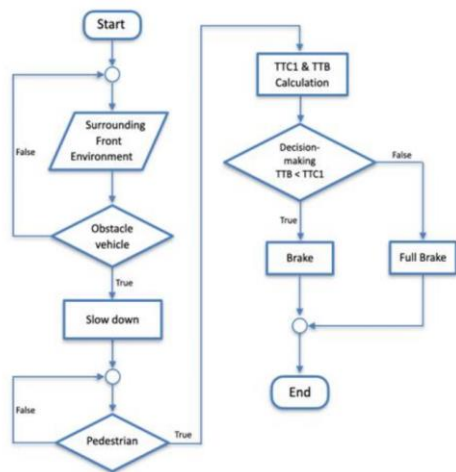 Start
Surrounding
Front
Environment
False
Obstacle
vehicle
True
Slow down
False
Pedestrian
True
TTC1 & TTB
Calculation
Decision-
making
TTB < TTC1
False
True
Brake
Full Brake
End